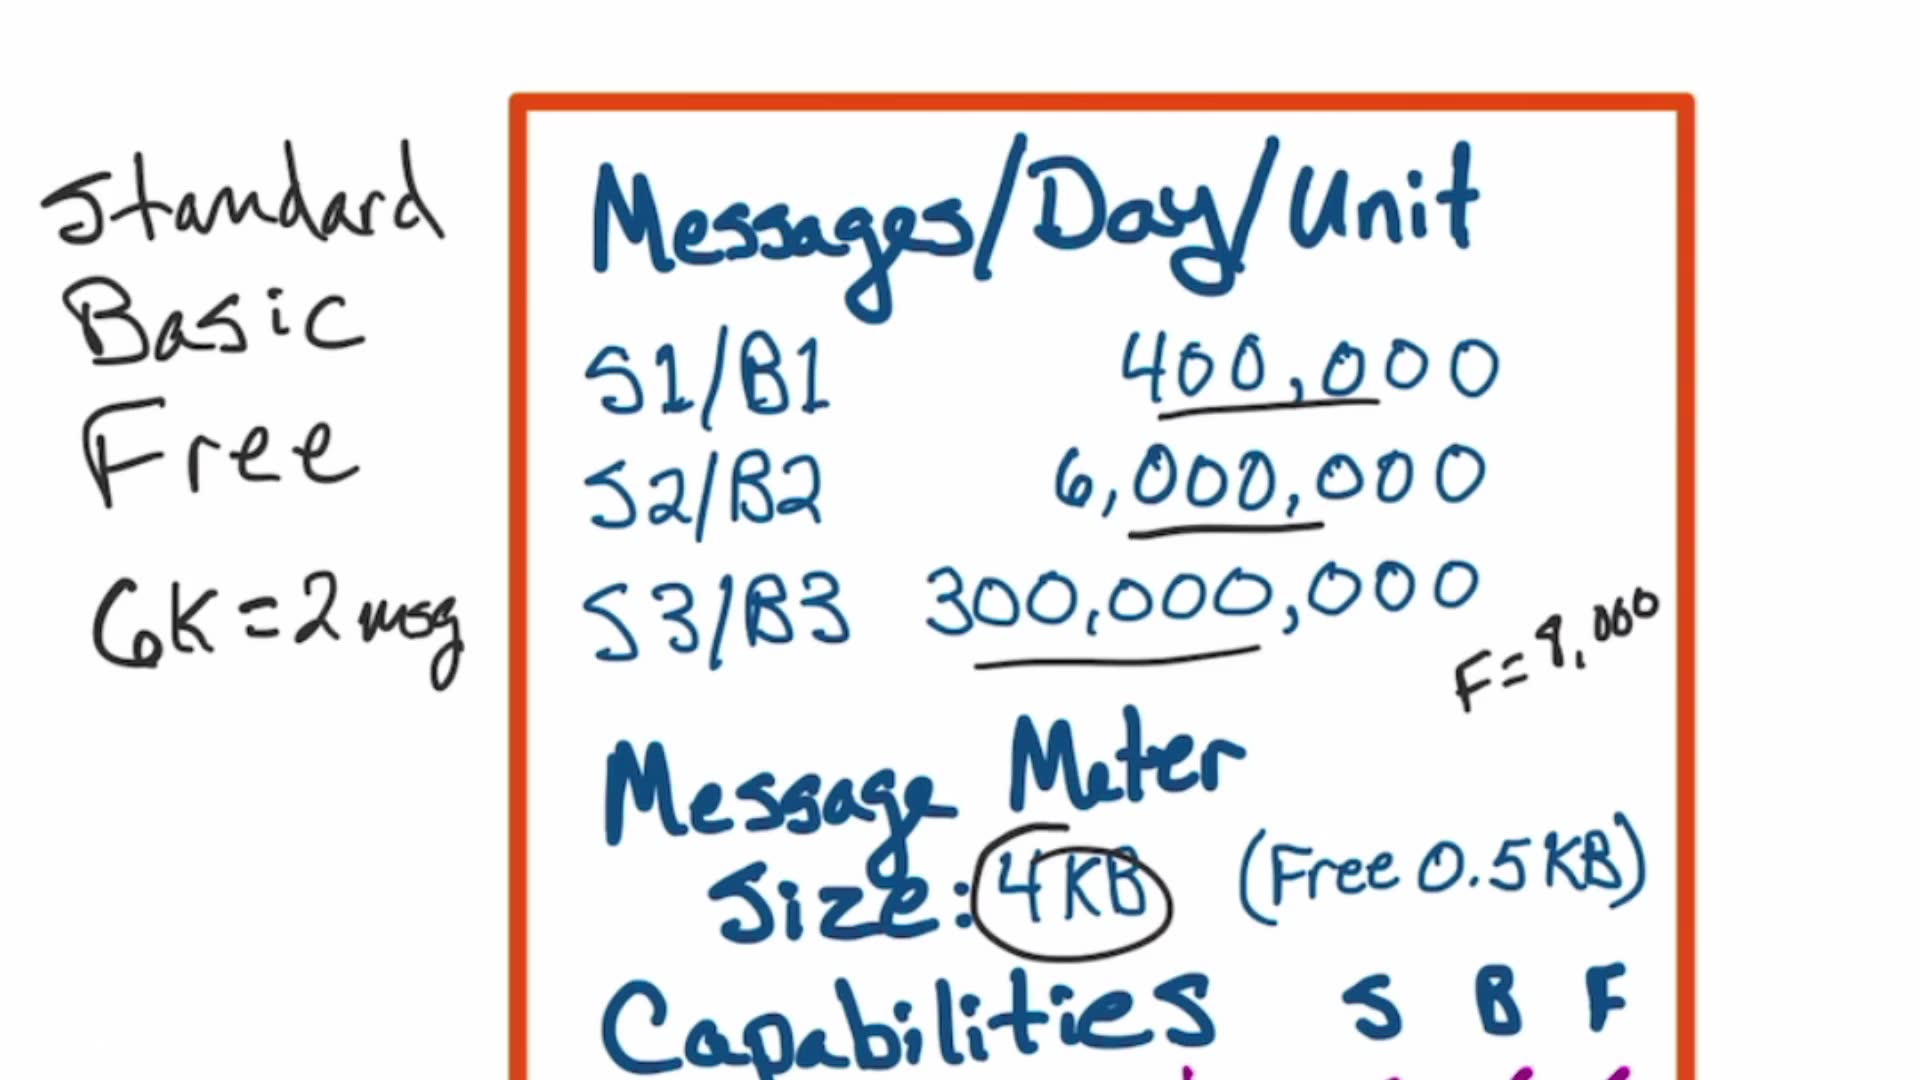 Standard
Basic
Free
6K = 2 msg
Messages/Day/Unit
S1/B1 400,000
S2/B2 6,000,000
S3/B3 300,000,000
F = 8,000
Message Meter
Size: 4KB (Free 0.5KB)
Capabilities S B F